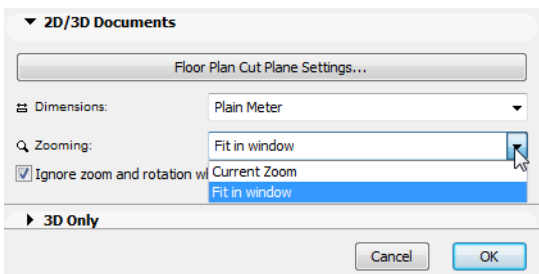 2D/3D Documents
Floor Plan Cut Plane Settings...
Dimensions: Plain Meter
Zooming: Fit in window
Ignore zoom and rotation Current Zoom
Fit in window
3D Only
Cancel OK